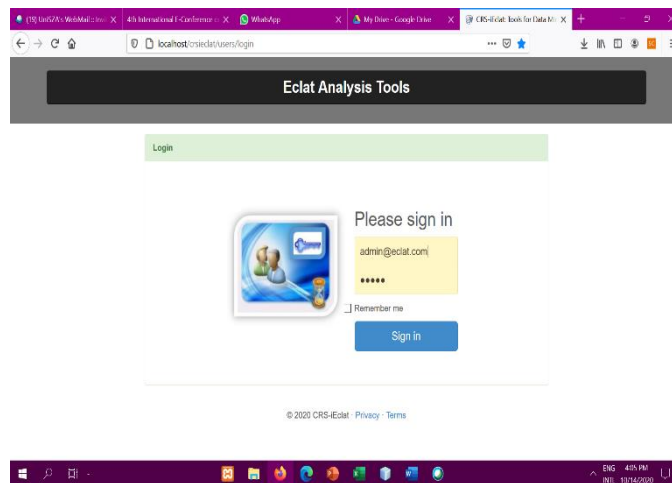 (19) UniSZA's WebMail ::
4th International E-Conference
WhatsApp
My Drive - Google Drive
CRS-iEclat: Tools for Data Mi
localhost/crsieclat/users/login
Eclat Analysis Tools
Login
Please sign in
admin@eclat.com
•••••
Remember me
Sign in
© 2020 CRS-iEclat · Privacy · Terms
ENG 4:05 PM
INTL 10/14/2020